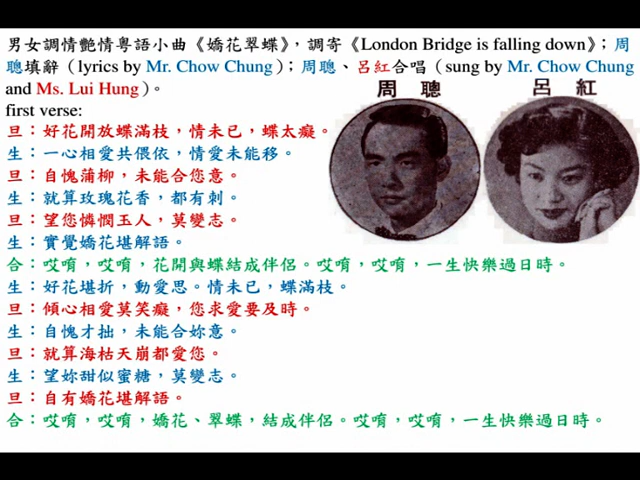 男女調情艷情粵語小曲《嬌花翠蝶》，調寄《London Bridge is falling down》；周
聰填辭（lyrics by Mr. Chow Chung）；周聰、呂紅合唱（sung by Mr. Chow Chung
and Ms. Lui Hung）。
周 聰
呂 紅
first verse:
旦：好花開放蝶滿枝，情未已，蝶太癡。
生：一心相愛共偎依，情愛未能移。
旦：自愧蒲柳，未能合您意。
生：就算玫瑰花香，都有刺。
旦：望您憐憫玉人，莫變志。
生：實覺嬌花堪解語。
合：哎唷，哎唷，花開與蝶結成伴侶。哎唷，哎唷，一生快樂過日時。
生：好花堪折，動愛思。情未已，蝶滿枝。
旦：傾心相愛莫笑癡，您求愛要及時。
生：自愧才拙，未能合妳意。
旦：就算海枯天崩都愛您。
生：望妳甜似蜜糖，莫變志。
旦：自有嬌花堪解語。
合：哎唷，哎唷，嬌花、翠蝶，結成伴侶。哎唷，哎唷，一生快樂過日時。